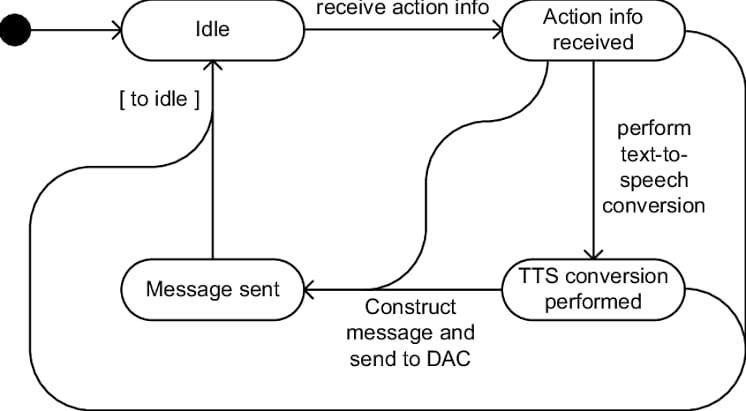 receive action info
Idle
Action info
received
[ to idle ]
perform
text-to-
speech
conversion
Message sent
TTS conversion
performed
Construct
message and
send to DAC